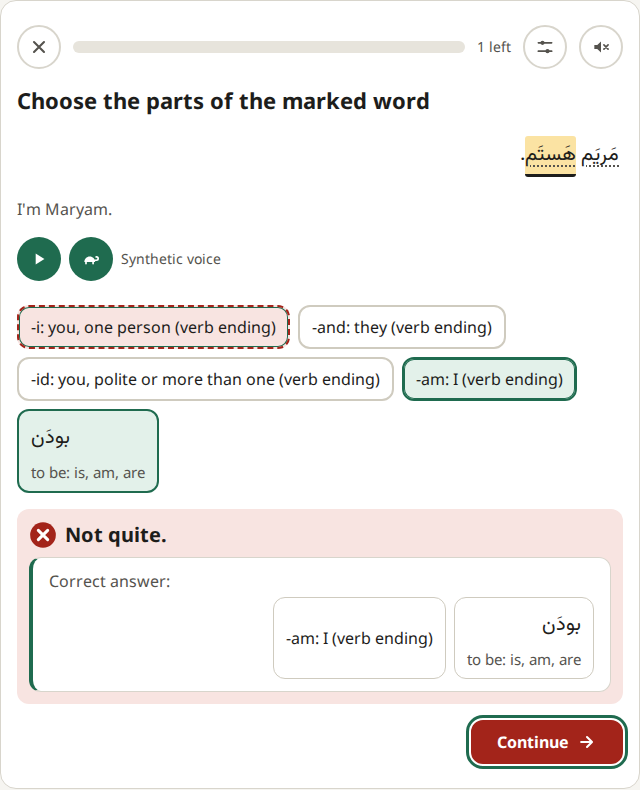 1 left
Choose the parts of the marked word
مَریَم هَستَم.
I'm Maryam.
Synthetic voice
-i: you, one person (verb ending)
-and: they (verb ending)
-id: you, polite or more than one (verb ending)
-am: I (verb ending)
بودَن
to be: is, am, are
Not quite.
Correct answer:
بودَن
to be: is, am, are
-am: I (verb ending)
Continue